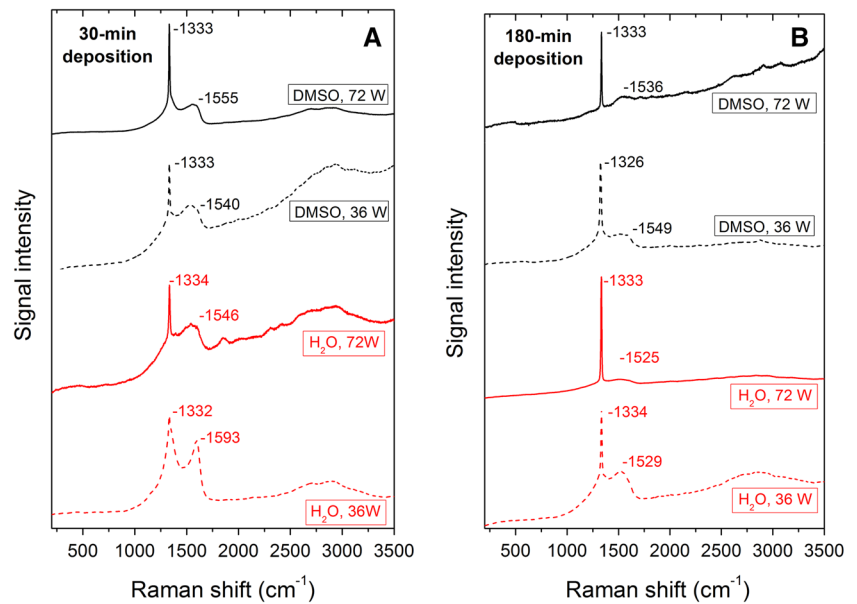 30-min
deposition
A
-1333
-1555
DMSO, 72 W
-1333
-1540
DMSO, 36 W
-1334
-1546
H₂O, 72W
-1332
-1593
H₂O, 36W
Signal intensity
500 1000 1500 2000 2500 3000 3500
Raman shift (cm⁻¹)
180-min
deposition
B
-1333
-1536
DMSO, 72 W
-1326
-1549
DMSO, 36 W
-1333
-1525
H₂O, 72 W
-1334
-1529
H₂O, 36 W
Signal intensity
500 1000 1500 2000 2500 3000 3500
Raman shift (cm⁻¹)